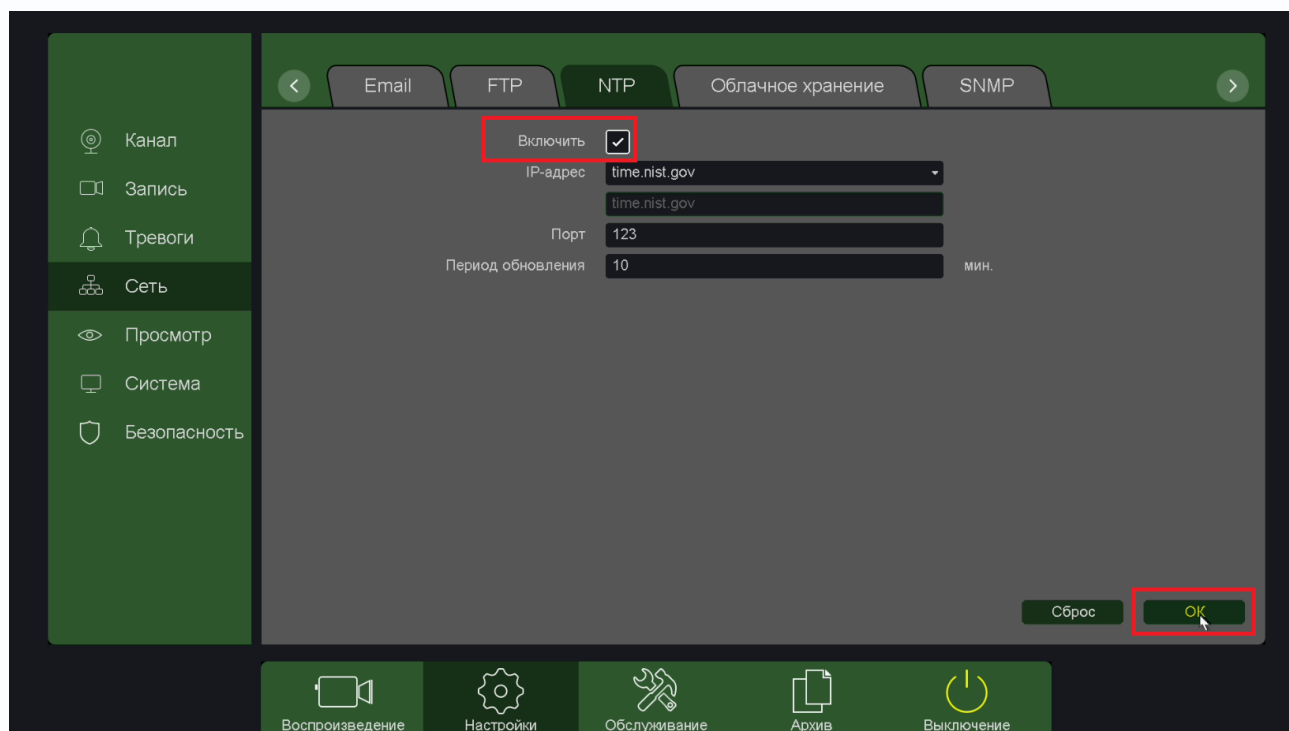 Email FTP NTP Облачное хранение SNMP
Канал
Запись
Тревоги
Сеть
Просмотр
Система
Безопасность
Включить
IP-адрес time.nist.gov
time.nist.gov
Порт 123
Период обновления 10 мин.
Сброс OK
Воспроизведение Настройки Обслуживание Архив Выключение